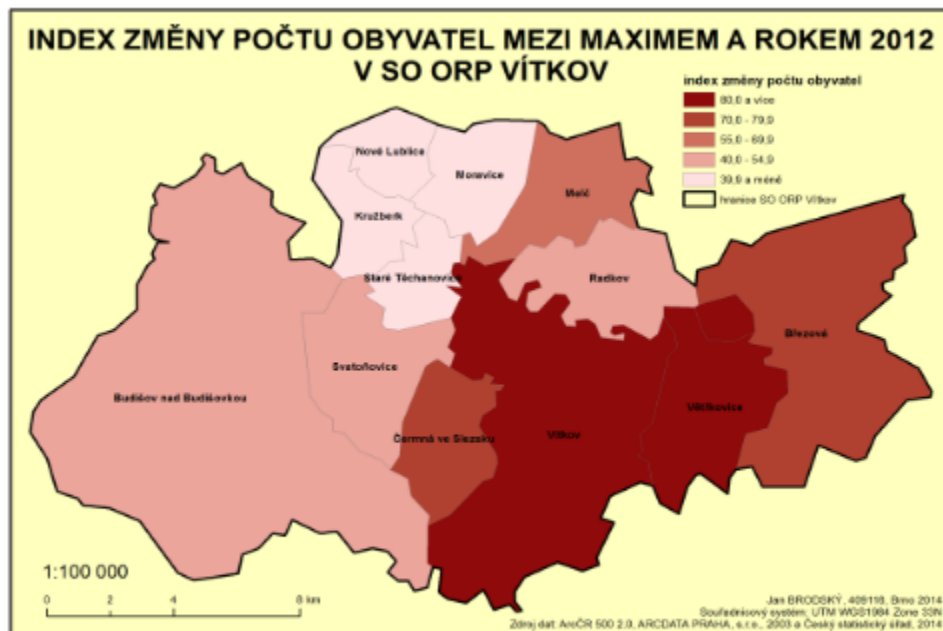 INDEX ZMĚNY POČTU OBYVATEL MEZI MAXIMEM A ROKEM 2012
V SO ORP VÍTKOV
index změny počtu obyvatel
80,0 a více
70,0 - 79,9
55,0 - 69,9
40,0 - 54,9
39,9 a méně
hranice SO ORP Vítkov
Nové Lublice
Moravice
Melč
Kružberk
Staré Těchanovice
Radkov
Březová
Svatoňovice
Budišov nad Budišovkou
Větřkovice
Čermná ve Slezsku
Vítkov
1:100 000
0 2 4 8 km
Jan BRODSKÝ, 409116, Brno 2014
Souřadnicový systém: UTM WGS1984 Zone 33N
Zdroj dat: ArcČR 500 2.0, ARCDATA PRAHA, s.r.o., 2003 a Český statistický úřad, 2014